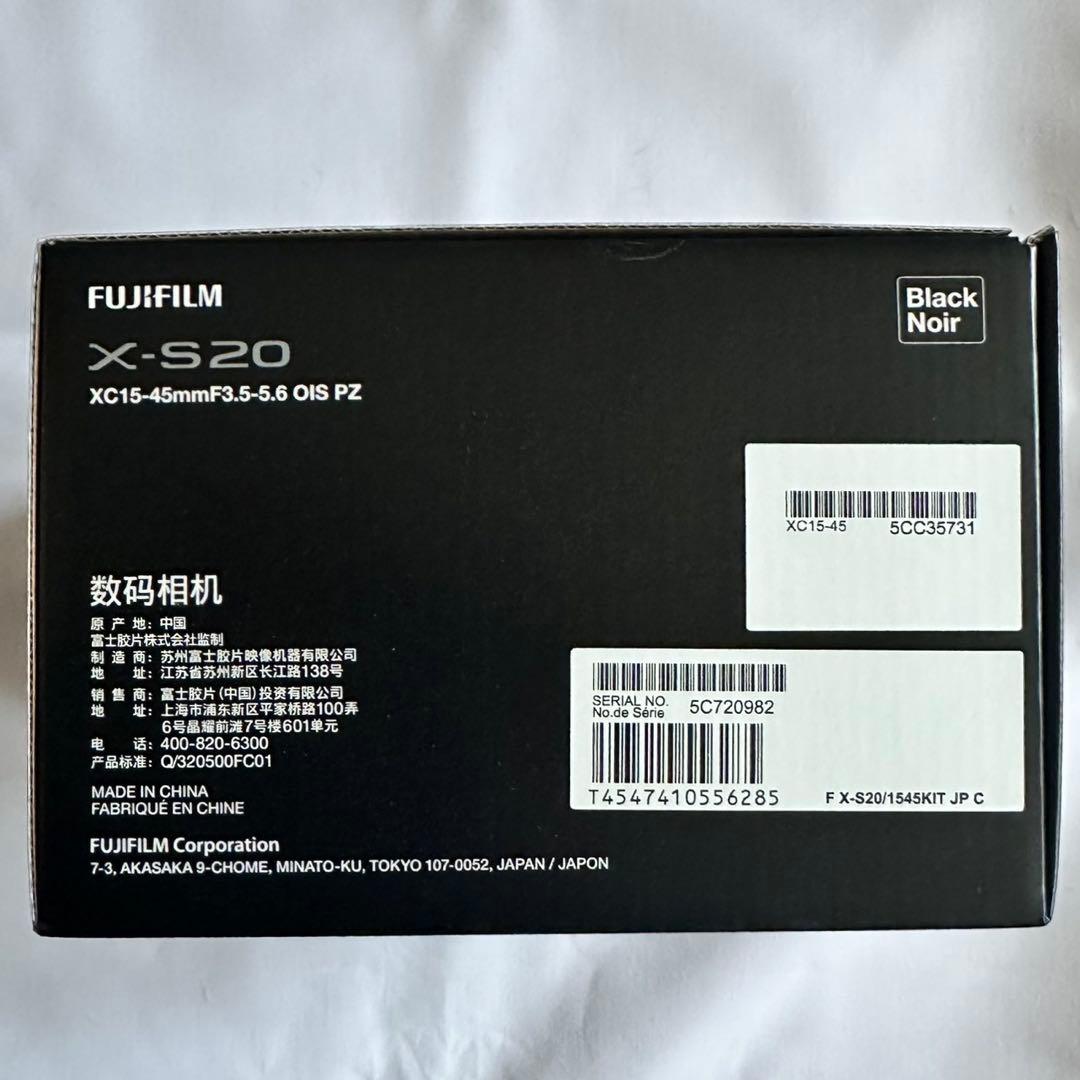 FUJIFILM
X-S20
XC15-45mmF3.5-5.6 OIS PZ
Black
Noir
XC15-45 5CC35731
数码相机
原产地：中国
富士胶片株式会社监制
制造商：苏州富士胶片映像机器有限公司
地址：江苏省苏州新区长江路138号
销售商：富士胶片(中国)投资有限公司
地址：上海市浦东新区平家桥路100弄
6号晶耀前滩7号楼601单元
电话：400-820-6300
产品标准：Q/320500FC01
MADE IN CHINA
FABRIQUÉ EN CHINE
FUJIFILM Corporation
7-3, AKASAKA 9-CHOME, MINATO-KU, TOKYO 107-0052, JAPAN / JAPON
SERIAL NO.
No.de Série 5C720982
T4547410556285 F X-S20/1545KIT JP C